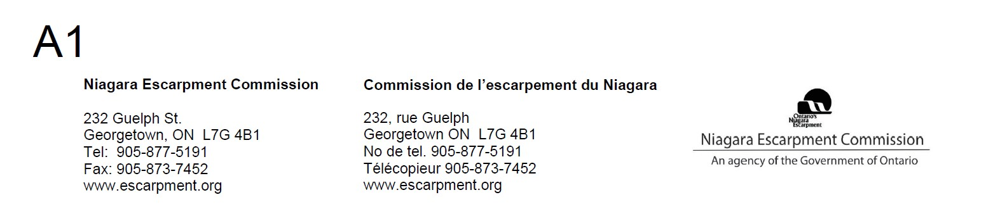 A1
Niagara Escarpment Commission
232 Guelph St.
Georgetown, ON  L7G 4B1
Tel:  905-877-5191
Fax: 905-873-7452
www.escarpment.org
Commission de l’escarpement du Niagara
232, rue Guelph
Georgetown ON  L7G 4B1
No de tel. 905-877-5191
Télécopieur 905-873-7452
www.escarpment.org
Ontario's
Niagara
Escarpment
Niagara Escarpment Commission
An agency of the Government of Ontario